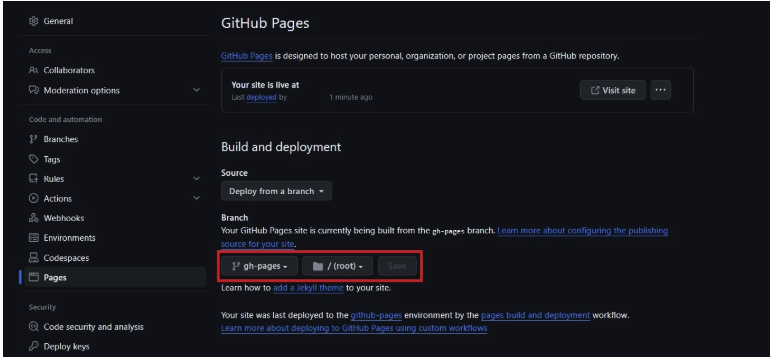 General
Access
Collaborators
Moderation options
Code and automation
Branches
Tags
Rules
Actions
Webhooks
Environments
Codespaces
Pages
Security
Code security and analysis
Deploy keys
GitHub Pages
GitHub Pages is designed to host your personal, organization, or project pages from a GitHub repository.
Your site is live at
Last deployed by 1 minute ago
Visit site
Build and deployment
Source
Deploy from a branch
Branch
Your GitHub Pages site is currently being built from the gh-pages branch. Learn more about configuring the publishing
source for your site.
gh-pages
/ (root)
Save
Learn how to add a Jekyll theme to your site.
Your site was last deployed to the github-pages environment by the pages build and deployment workflow.
Learn more about deploying to GitHub Pages using custom workflows